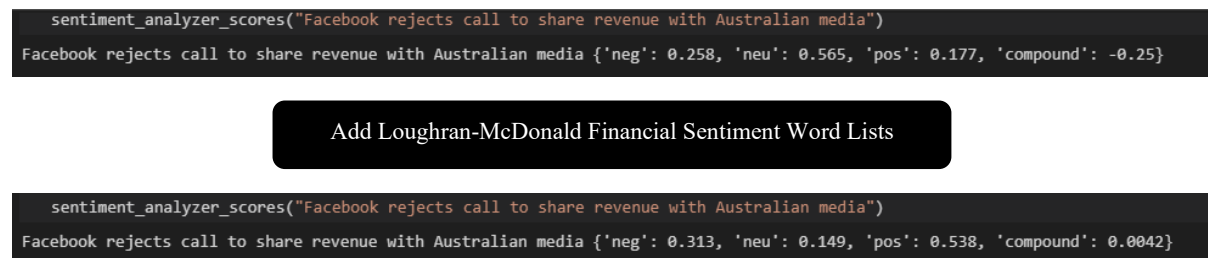 sentiment_analyzer_scores("Facebook rejects call to share revenue with Australian media")
Facebook rejects call to share revenue with Australian media {'neg': 0.258, 'neu': 0.565, 'pos': 0.177, 'compound': -0.25}
Add Loughran-McDonald Financial Sentiment Word Lists
sentiment_analyzer_scores("Facebook rejects call to share revenue with Australian media")
Facebook rejects call to share revenue with Australian media {'neg': 0.313, 'neu': 0.149, 'pos': 0.538, 'compound': 0.0042}